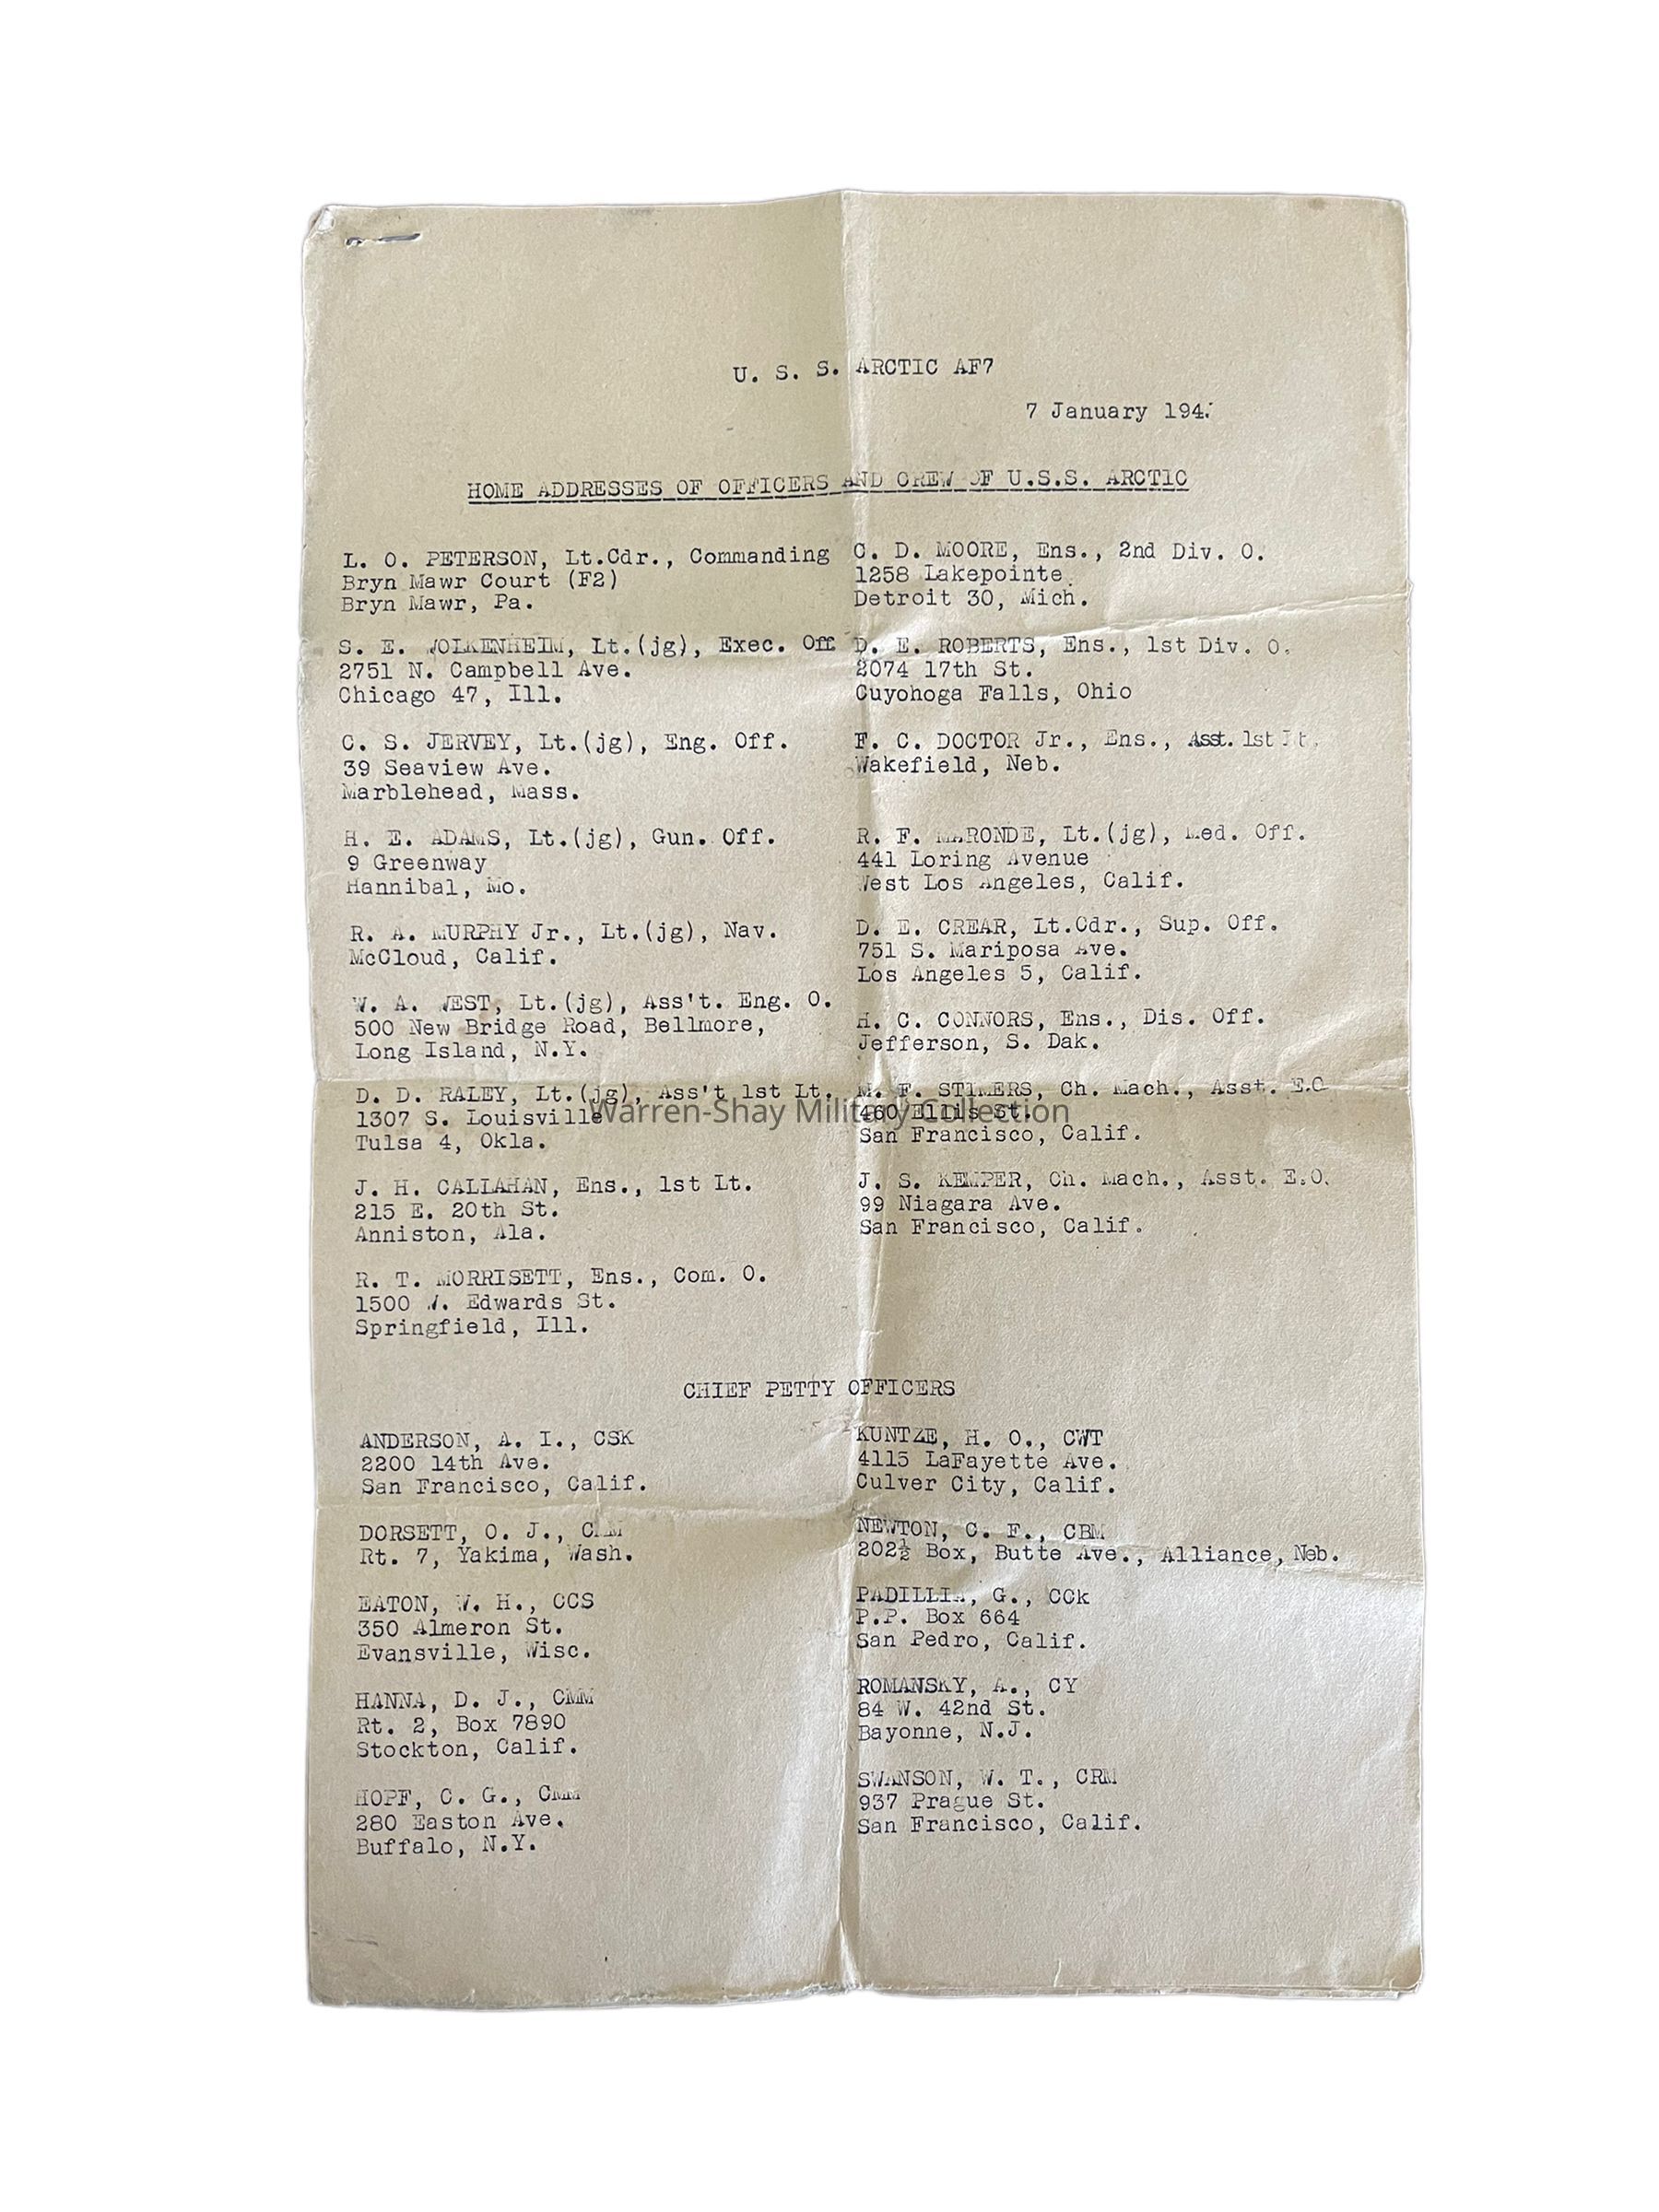 U. S. S. ARCTIC AF7
7 January 194
HOME ADDRESSES OF OFFICERS AND CREW OF U.S.S. ARCTIC
L. O. PETERSON, Lt.Cdr., Commanding
Bryn Mawr Court (F2)
Bryn Mawr, Pa.
S. E. WOLKENHEIM, Lt.(jg), Exec. Off.
2751 N. Campbell Ave.
Chicago 47, Ill.
C. S. JERVEY, Lt.(jg), Eng. Off.
39 Seaview Ave.
Marblehead, Mass.
H. E. ADAMS, Lt.(jg), Gun. Off.
9 Greenway
Hannibal, Mo.
R. A. MURPHY Jr., Lt.(jg), Nav.
McCloud, Calif.
W. A. WEST, Lt.(jg), Ass't. Eng. O.
500 New Bridge Road, Bellmore,
Long Island, N.Y.
D. D. RALEY, Lt.(jg), Ass't 1st Lt.
1307 S. Louisville
Tulsa 4, Okla.
J. H. CALLAHAN, Ens., 1st Lt.
215 E. 20th St.
Anniston, Ala.
R. T. MORRISETT, Ens., Com. O.
1500 W. Edwards St.
Springfield, Ill.
C. D. MOORE, Ens., 2nd Div. O.
1258 Lakepointe
Detroit 30, Mich.
D. E. ROBERTS, Ens., 1st Div. O.
2074 17th St.
Cuyohoga Falls, Ohio
F. C. DOCTOR Jr., Ens., Asst. 1st Lt.
Wakefield, Neb.
R. F. MARONDE, Lt.(jg), Med. Off.
441 Loring Avenue
West Los Angeles, Calif.
D. E. CREAR, Lt.Cdr., Sup. Off.
751 S. Mariposa Ave.
Los Angeles 5, Calif.
H. C. CONNORS, Ens., Dis. Off.
Jefferson, S. Dak.
M. F. STIMERS, Ch. Mach., Asst. E.O
460 Ellis St.
San Francisco, Calif.
J. S. KEMPER, Ch. Mach., Asst. E.O.
99 Niagara Ave.
San Francisco, Calif.
Warren-Shay Military Collection
CHIEF PETTY OFFICERS
ANDERSON, A. I., CSK
2200 14th Ave.
San Francisco, Calif.
DORSETT, O. J.,
Rt. 7, Yakima, Wash.
EATON, W. H., CCS
350 Almeron St.
Evansville, Wisc.
HANNA, D. J., CMM
Rt. 2, Box 7890
Stockton, Calif.
HOPF, C. G., CMM
280 Easton Ave.
Buffalo, N.Y.
KUNTZE, H. O., CWT
4115 LaFayette Ave.
Culver City, Calif.
NEWTON, C. F., CBM
202½ Box, Butte Ave., Alliance, Neb.
PADILLIA, G., CCk
P.P. Box 664
San Pedro, Calif.
ROMANSKY, A., CY
84 W. 42nd St.
Bayonne, N.J.
SWANSON, W. T., CRM
937 Prague St.
San Francisco, Calif.